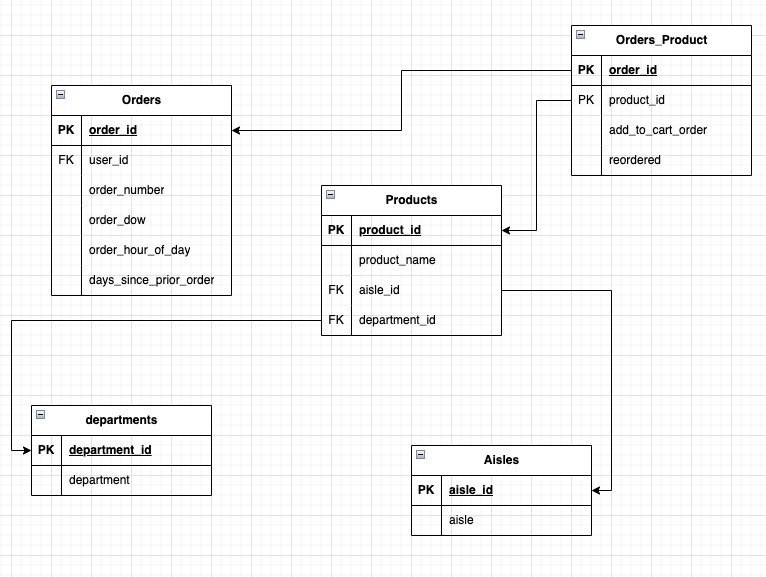 Orders_Product
PK order_id
PK product_id
add_to_cart_order
reordered
Orders
PK order_id
FK user_id
order_number
order_dow
order_hour_of_day
days_since_prior_order
Products
PK product_id
product_name
FK aisle_id
FK department_id
departments
PK department_id
department
Aisles
PK aisle_id
aisle